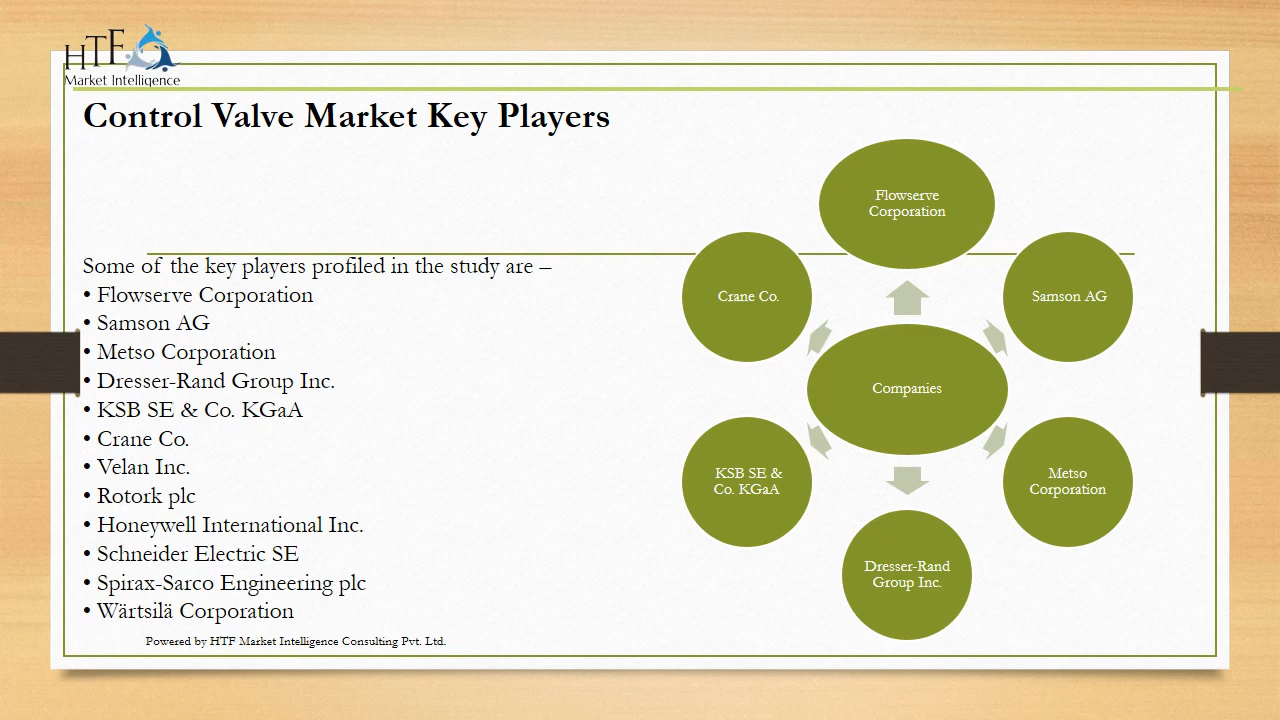 HTF
Market Intelligence
Control Valve Market Key Players
Some of the key players profiled in the study are –
• Flowserve Corporation
• Samson AG
• Metso Corporation
• Dresser-Rand Group Inc.
• KSB SE & Co. KGaA
• Crane Co.
• Velan Inc.
• Rotork plc
• Honeywell International Inc.
• Schneider Electric SE
• Spirax-Sarco Engineering plc
• Wärtsilä Corporation
Powered by HTF Market Intelligence Consulting Pvt. Ltd.
Flowserve
Corporation
Crane Co.
Samson AG
Companies
KSB SE &
Co. KGaA
Metso
Corporation
Dresser-Rand
Group Inc.